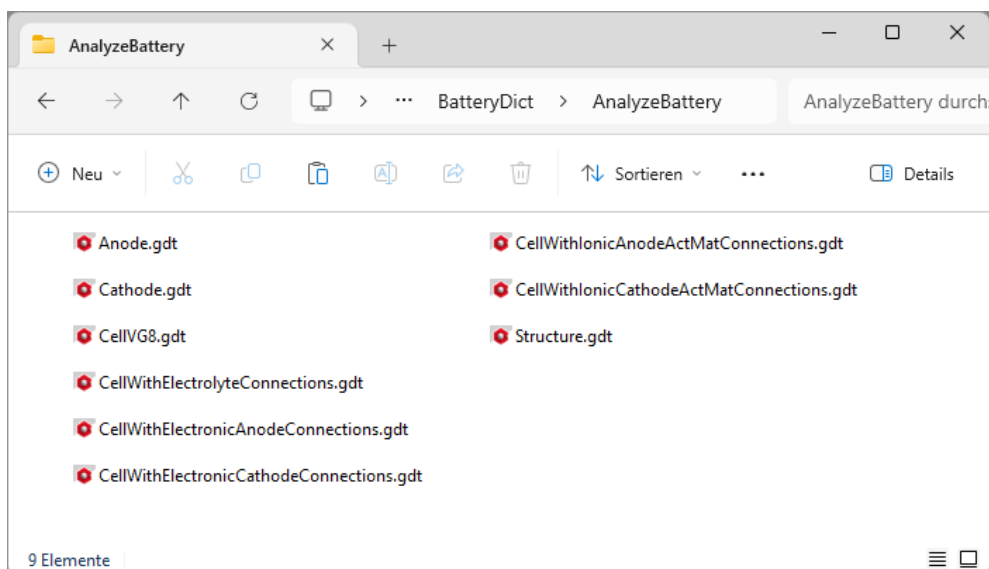 AnalyzeBattery
BatteryDict > AnalyzeBattery
AnalyzeBattery durch
Neu
Sortieren
Details
Anode.gdt
Cathode.gdt
CellVG8.gdt
CellWithElectrolyteConnections.gdt
CellWithElectronicAnodeConnections.gdt
CellWithElectronicCathodeConnections.gdt
CellWithIonicAnodeActMatConnections.gdt
CellWithIonicCathodeActMatConnections.gdt
Structure.gdt
9 Elemente